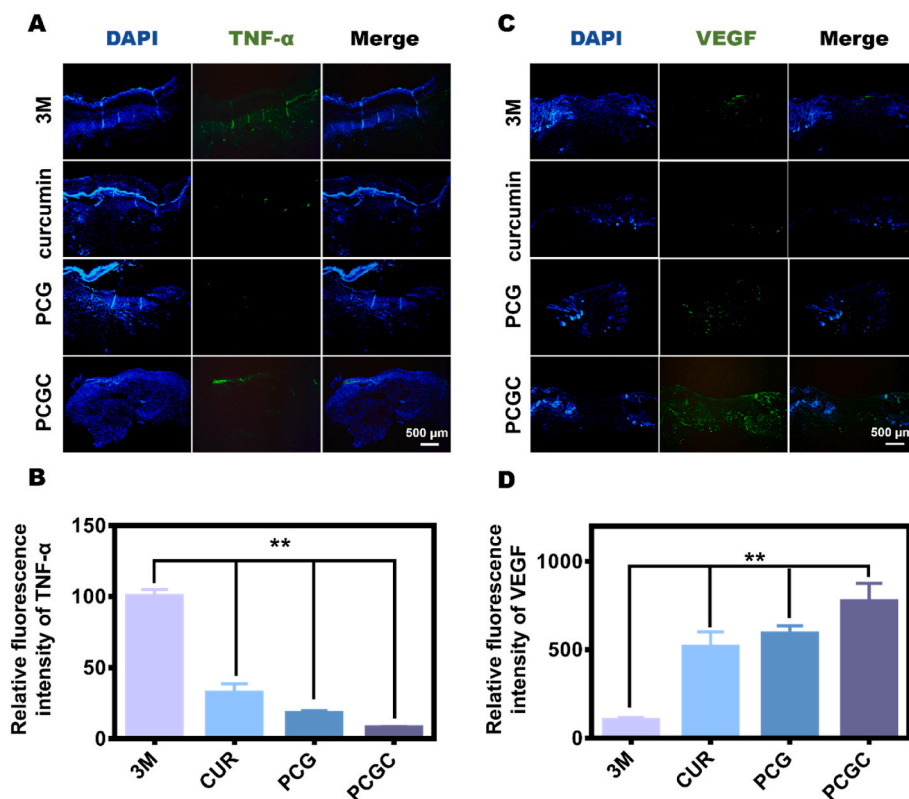 A
DAPI TNF-α Merge
3M
curcumin
PCG
PCGC
500 μm
C
DAPI VEGF Merge
3M
curcumin
PCG
PCGC
500 μm
B
Relative fluorescence
intensity of TNF-α
150
100
50
0
**
3M CUR PCG PCGC
D
Relative fluorescence
intensity of VEGF
1000
500
0
**
3M CUR PCG PCGC